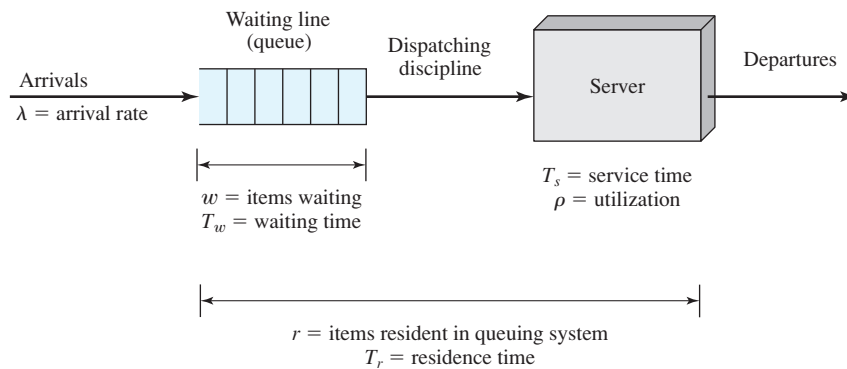 Waiting line
(queue)
Dispatching
discipline
Arrivals
λ = arrival rate
Server
Departures
w = items waiting
T_w = waiting time
T_s = service time
ρ = utilization
r = items resident in queuing system
T_r = residence time